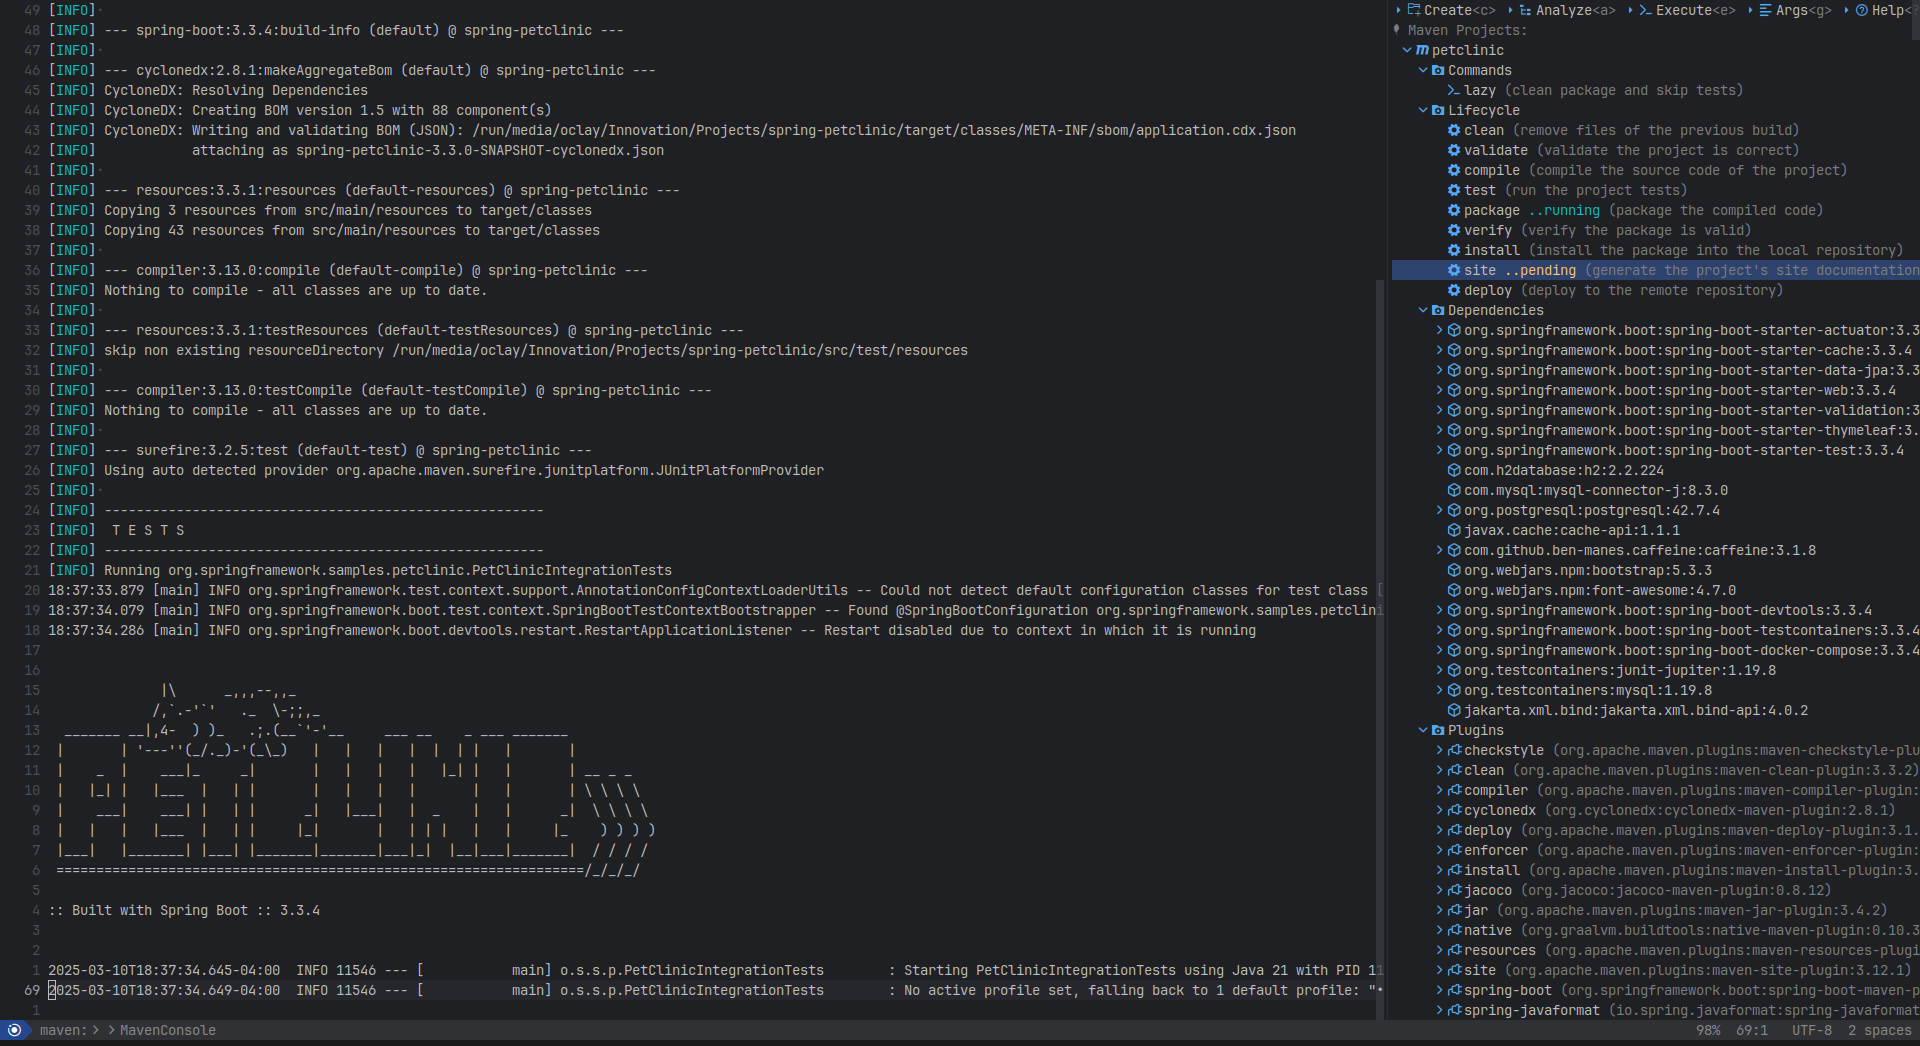 49 [INFO]
48 [INFO] --- spring-boot:3.3.4:build-info (default) @ spring-petclinic ---
47 [INFO]
46 [INFO] --- cyclonedx:2.8.1:makeAggregateBom (default) @ spring-petclinic ---
45 [INFO] CycloneDX: Resolving Dependencies
44 [INFO] CycloneDX: Creating BOM version 1.5 with 88 component(s)
43 [INFO] CycloneDX: Writing and validating BOM (JSON): /run/media/oclay/Innovation/Projects/spring-petclinic/target/classes/META-INF/sbom/application.cdx.json
42 [INFO]            attaching as spring-petclinic-3.3.0-SNAPSHOT-cyclonedx.json
41 [INFO]
40 [INFO] --- resources:3.3.1:resources (default-resources) @ spring-petclinic ---
39 [INFO] Copying 3 resources from src/main/resources to target/classes
38 [INFO] Copying 43 resources from src/main/resources to target/classes
37 [INFO]
36 [INFO] --- compiler:3.13.0:compile (default-compile) @ spring-petclinic ---
35 [INFO] Nothing to compile - all classes are up to date.
34 [INFO]
33 [INFO] --- resources:3.3.1:testResources (default-testResources) @ spring-petclinic ---
32 [INFO] skip non existing resourceDirectory /run/media/oclay/Innovation/Projects/spring-petclinic/src/test/resources
31 [INFO]
30 [INFO] --- compiler:3.13.0:testCompile (default-testCompile) @ spring-petclinic ---
29 [INFO] Nothing to compile - all classes are up to date.
28 [INFO]
27 [INFO] --- surefire:3.2.5:test (default-test) @ spring-petclinic ---
26 [INFO] Using auto detected provider org.apache.maven.surefire.junitplatform.JUnitPlatformProvider
25 [INFO]
24 [INFO] -------------------------------------------------------
23 [INFO]  T E S T S
22 [INFO] -------------------------------------------------------
21 [INFO] Running org.springframework.samples.petclinic.PetClinicIntegrationTests
20 18:37:33.879 [main] INFO org.springframework.test.context.support.AnnotationConfigContextLoaderUtils -- Could not detect default configuration classes for test class [
19 18:37:34.079 [main] INFO org.springframework.boot.test.context.SpringBootTestContextBootstrapper -- Found @SpringBootConfiguration org.springframework.samples.petclini
18 18:37:34.286 [main] INFO org.springframework.boot.devtools.restart.RestartApplicationListener -- Restart disabled due to context in which it is running
17
16
15               |\      _,,,--,,_
14              /,`.-'`'   ._  \-;;,_
13   _______ __|,4-  ) )_   .;.(__`'-'__     ___ __    _ ___ _______
12  |       | '---''(_/._)-'(_\_)   |   |   |   |  |  | |   |       |
11  |    _  |    ___|_     _|       |   |   |   |   |_| |   |       | __ _ _
10  |   |_| |   |___  |   | |       |   |   |   |       |   |       | \ \ \ \
9  |    ___|    ___| |   | |      _|   |___|   |  _    |   |      _|  \ \ \ \
8  |   |   |   |___  |   | |     |_|       |   | | |   |   |     |_    ) ) ) )
7  |___|   |_______| |___| |_______|_______|___|_|  |__|___|_______|  / / / /
6  ==================================================================/_/_/_/
5
4 :: Built with Spring Boot :: 3.3.4
3
2
1 2025-03-10T18:37:34.645-04:00  INFO 11546 --- [           main] o.s.s.p.PetClinicIntegrationTests        : Starting PetClinicIntegrationTests using Java 21 with PID 11
69 2025-03-10T18:37:34.649-04:00  INFO 11546 --- [           main] o.s.s.p.PetClinicIntegrationTests        : No active profile set, falling back to 1 default profile: "
1
Create<c> Analyze<a> Execute<e> Args<g> Help<
Maven Projects:
petclinic
Commands
lazy (clean package and skip tests)
Lifecycle
clean (remove files of the previous build)
validate (validate the project is correct)
compile (compile the source code of the project)
test (run the project tests)
package ..running (package the compiled code)
verify (verify the package is valid)
install (install the package into the local repository)
site ..pending (generate the project's site documentation
deploy (deploy to the remote repository)
Dependencies
org.springframework.boot:spring-boot-starter-actuator:3.3
org.springframework.boot:spring-boot-starter-cache:3.3.4
org.springframework.boot:spring-boot-starter-data-jpa:3.3
org.springframework.boot:spring-boot-starter-web:3.3.4
org.springframework.boot:spring-boot-starter-validation:3
org.springframework.boot:spring-boot-starter-thymeleaf:3.
org.springframework.boot:spring-boot-starter-test:3.3.4
com.h2database:h2:2.2.224
com.mysql:mysql-connector-j:8.3.0
org.postgresql:postgresql:42.7.4
javax.cache:cache-api:1.1.1
com.github.ben-manes.caffeine:caffeine:3.1.8
org.webjars.npm:bootstrap:5.3.3
org.webjars.npm:font-awesome:4.7.0
org.springframework.boot:spring-boot-devtools:3.3.4
org.springframework.boot:spring-boot-testcontainers:3.3.4
org.springframework.boot:spring-boot-docker-compose:3.3.4
org.testcontainers:junit-jupiter:1.19.8
org.testcontainers:mysql:1.19.8
jakarta.xml.bind:jakarta.xml.bind-api:4.0.2
Plugins
checkstyle (org.apache.maven.plugins:maven-checkstyle-plu
clean (org.apache.maven.plugins:maven-clean-plugin:3.3.2)
compiler (org.apache.maven.plugins:maven-compiler-plugin:
cyclonedx (org.cyclonedx:cyclonedx-maven-plugin:2.8.1)
deploy (org.apache.maven.plugins:maven-deploy-plugin:3.1.
enforcer (org.apache.maven.plugins:maven-enforcer-plugin:
install (org.apache.maven.plugins:maven-install-plugin:3.
jacoco (org.jacoco:jacoco-maven-plugin:0.8.12)
jar (org.apache.maven.plugins:maven-jar-plugin:3.4.2)
native (org.graalvm.buildtools:native-maven-plugin:0.10.3
resources (org.apache.maven.plugins:maven-resources-plugi
site (org.apache.maven.plugins:maven-site-plugin:3.12.1)
spring-boot (org.springframework.boot:spring-boot-maven-p
spring-javaformat (io.spring.javaformat:spring-javaformat
maven: > > MavenConsole
98% 69:1 UTF-8 2 spaces